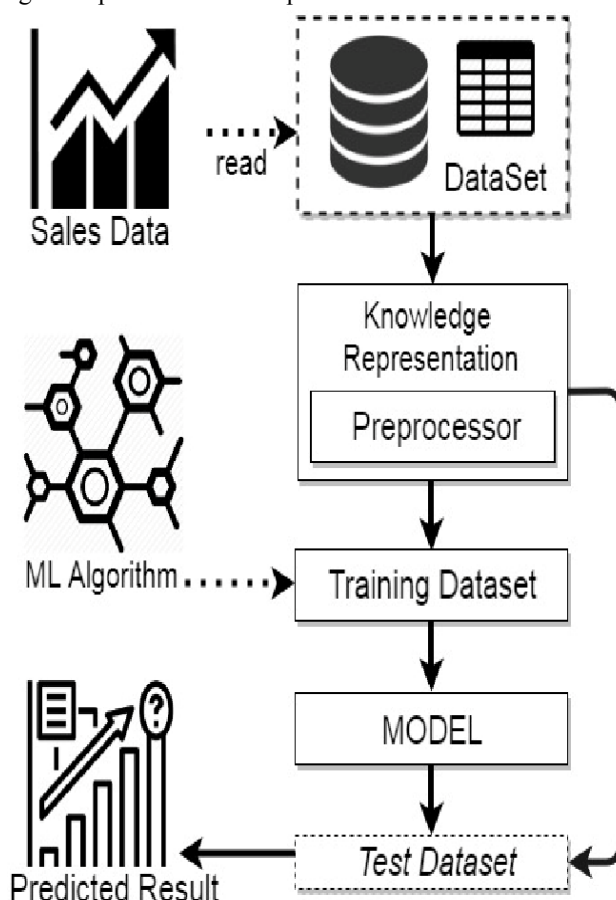 read
DataSet
Sales Data
Knowledge
Representation
Preprocessor
ML Algorithm
Training Dataset
MODEL
?
Test Dataset
Predicted Result